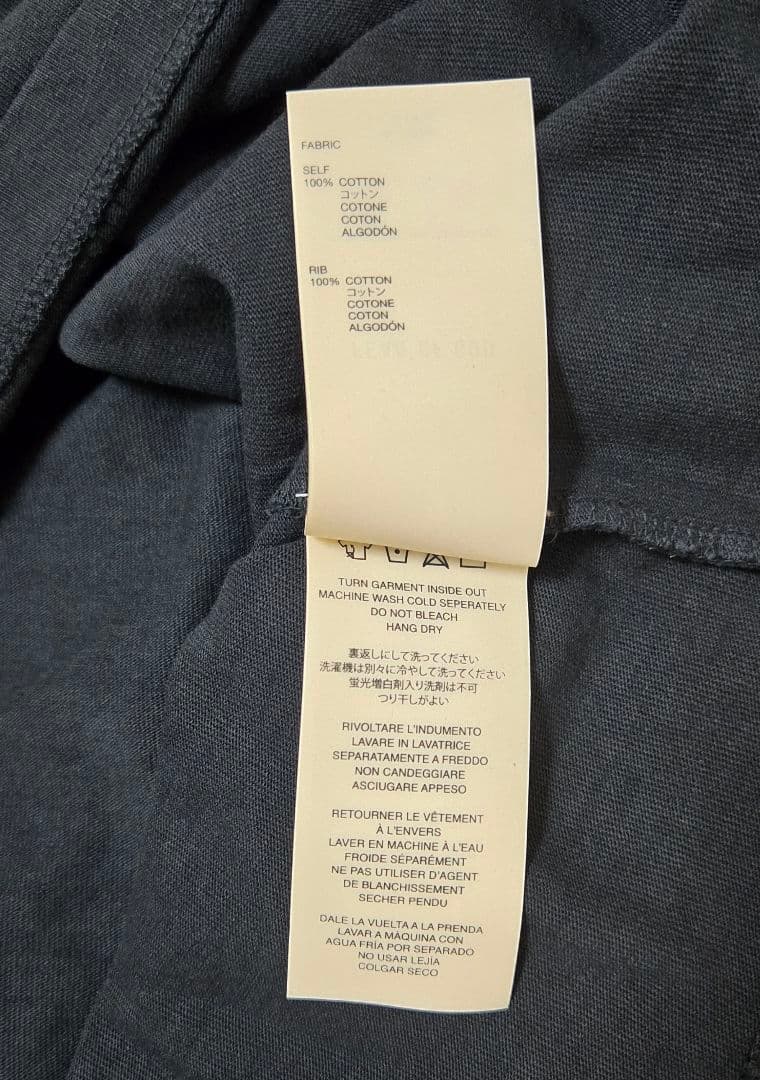 FABRIC
SELF
100% COTTON
コットン
COTONE
COTON
ALGODÓN
RIB
100% COTTON
コットン
COTONE
COTON
ALGODÓN
TURN GARMENT INSIDE OUT
MACHINE WASH COLD SEPERATELY
DO NOT BLEACH
HANG DRY
裏返しにして洗ってください
洗濯機は別々に冷やして洗ってください
蛍光増白剤入り洗剤は不可
つり干しがよい
RIVOLTARE L'INDUMENTO
LAVARE IN LAVATRICE
SEPARATAMENTE A FREDDO
NON CANDEGGIARE
ASCIUGARE APPESO
RETOURNER LE VÊTEMENT
À L'ENVERS
LAVER EN MACHINE À L'EAU
FROIDE SÉPARÉMENT
NE PAS UTILISER D'AGENT
DE BLANCHISSEMENT
SECHER PENDU
DALE LA VUELTA A LA PRENDA
LAVAR A MÁQUINA CON
AGUA FRÍA POR SEPARADO
NO USAR LEJÍA
COLGAR SECO